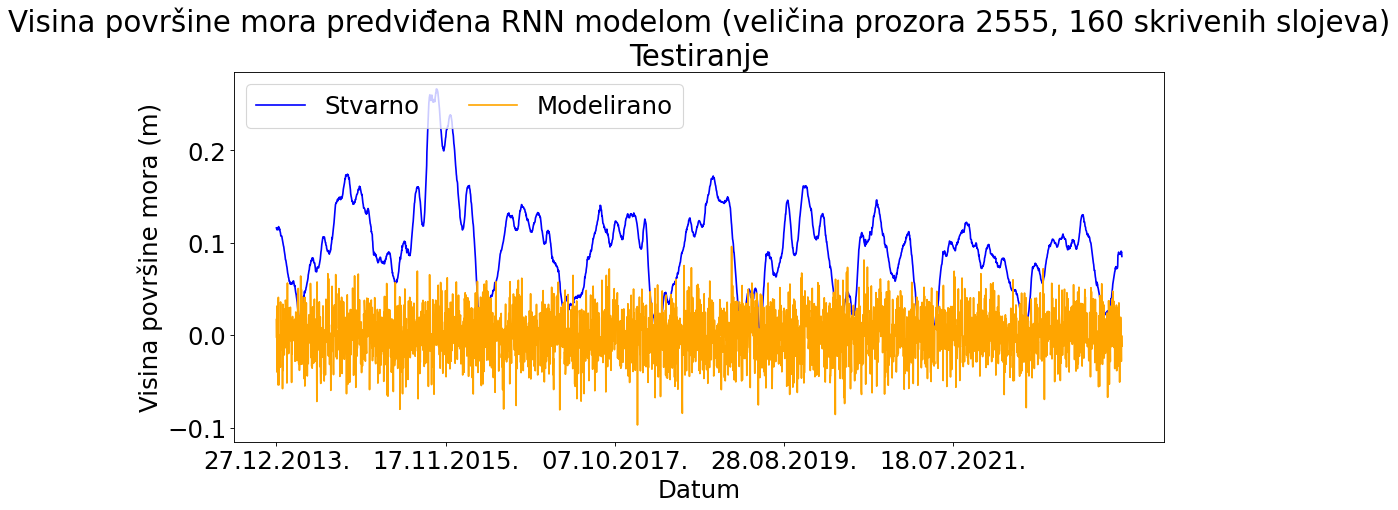 Visina površine mora predviđena RNN modelom (veličina prozora 2555, 160 skrivenih slojeva)
Testiranje
Stvarno
Modelirano
Visina površine mora (m)
0.2
0.1
0.0
−0.1
27.12.2013.
17.11.2015.
07.10.2017.
28.08.2019.
18.07.2021.
Datum